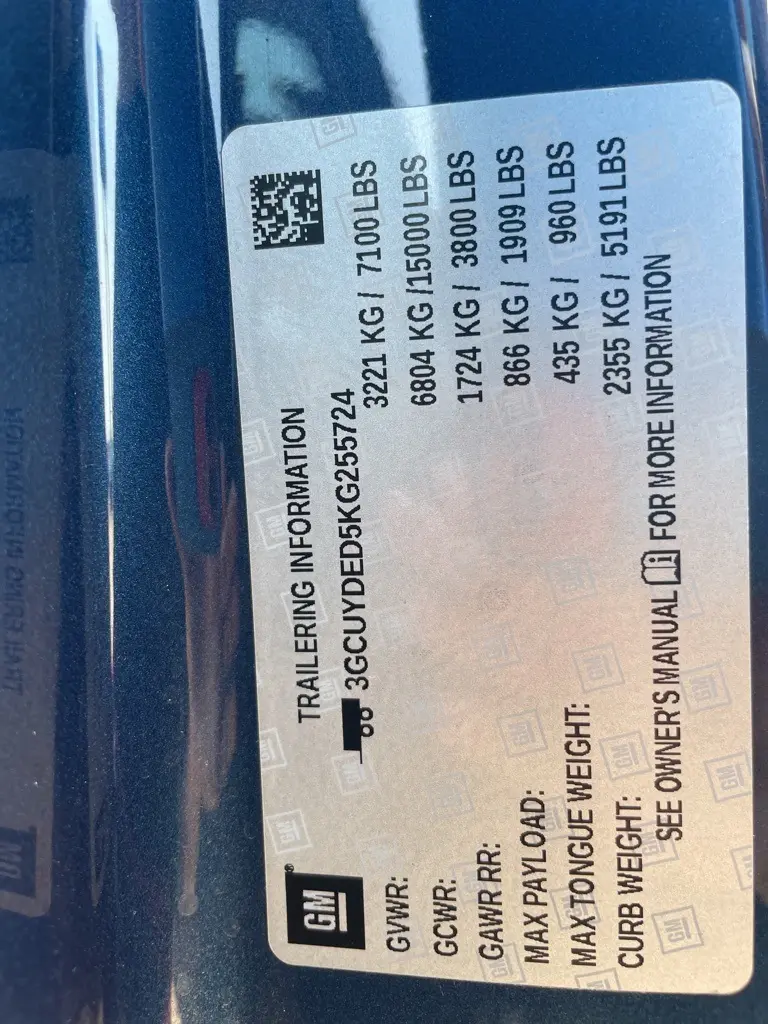 GM
TRAILERING INFORMATION
3GCUYDED5KG255724
GVWR: 3221 KG / 7100 LBS
GCWR: 6804 KG /15000 LBS
GAWR RR: 1724 KG / 3800 LBS
MAX PAYLOAD: 866 KG / 1909 LBS
MAX TONGUE WEIGHT: 435 KG / 960 LBS
CURB WEIGHT: 2355 KG / 5191 LBS
SEE OWNER'S MANUAL FOR MORE INFORMATION